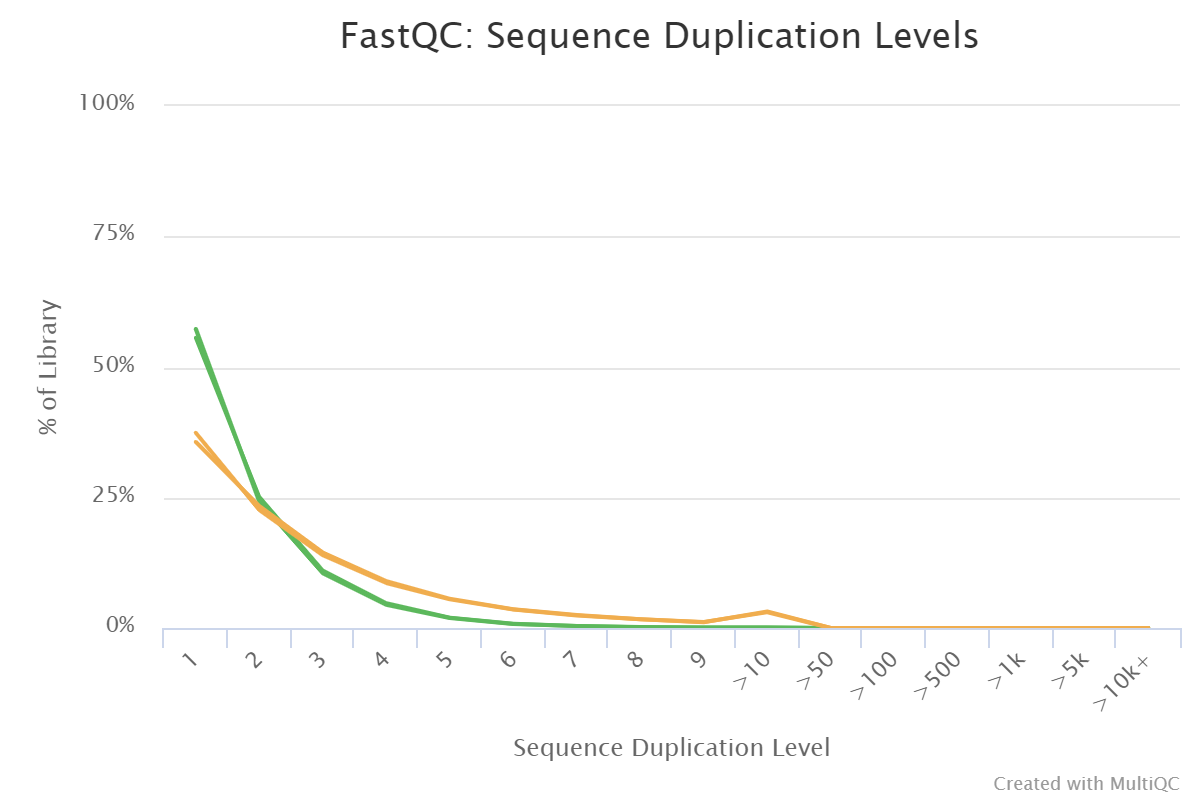 FastQC: Sequence Duplication Levels
100%
75%
50%
25%
0%
% of Library
1
2
3
4
5
6
7
8
9
>10
>50
>100
>500
>1k
>5k
>10k+
Sequence Duplication Level
Created with MultiQC